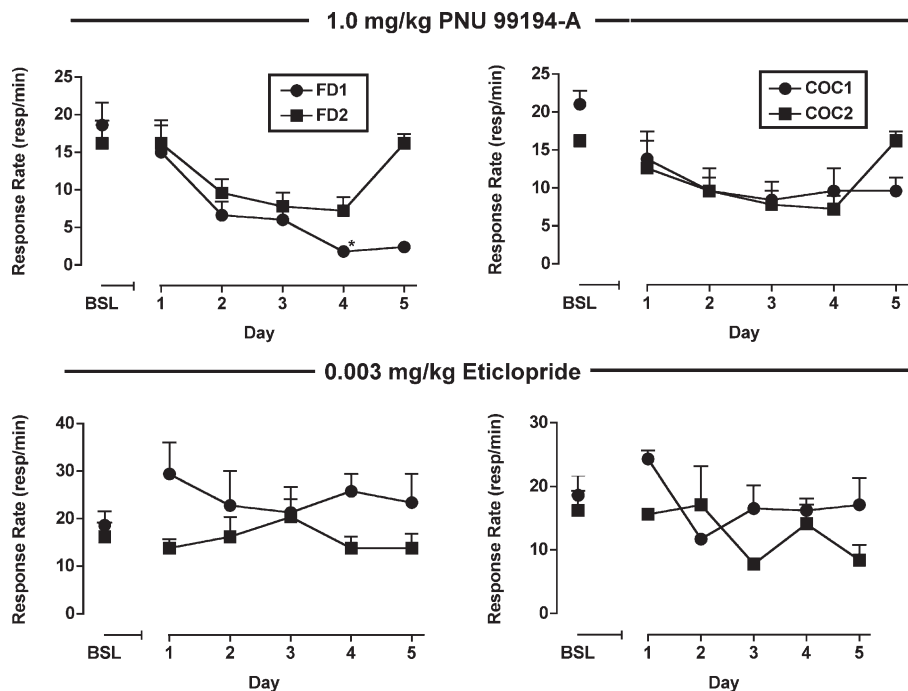 1.0 mg/kg PNU 99194-A
Response Rate (resp/min)
25
20
15
10
5
0
FD1
FD2
*
BSL
1 2 3 4 5
Day
Response Rate (resp/min)
25
20
15
10
5
0
COC1
COC2
BSL
1 2 3 4 5
Day
0.003 mg/kg Eticlopride
Response Rate (resp/min)
40
30
20
10
0
BSL
1 2 3 4 5
Day
Response Rate (resp/min)
30
20
10
0
BSL
1 2 3 4 5
Day